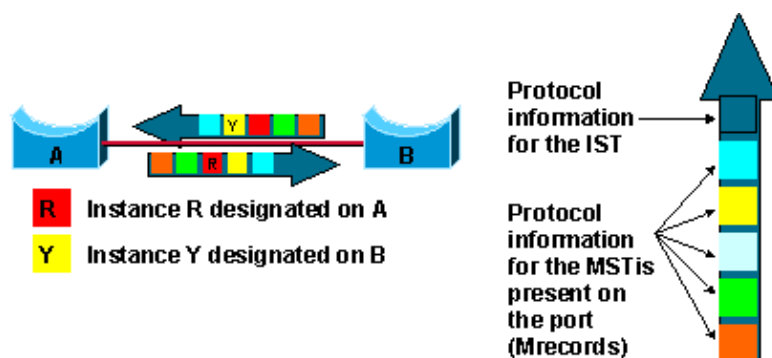 Y
A
B
R
R Instance R designated on A
Y Instance Y designated on B
Protocol
information
for the IST
Protocol
information
for the MSTis
present on
the port
(Mrecords)